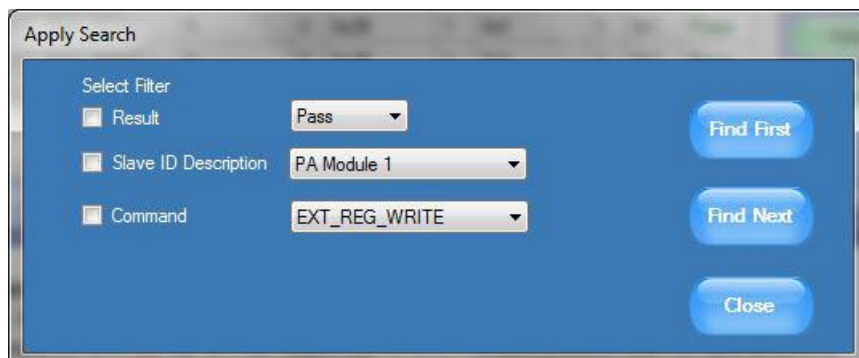 Apply Search
Select Filter
Result Pass
Find First
Slave ID Description PA Module 1
Command EXT_REG_WRITE
Find Next
Close